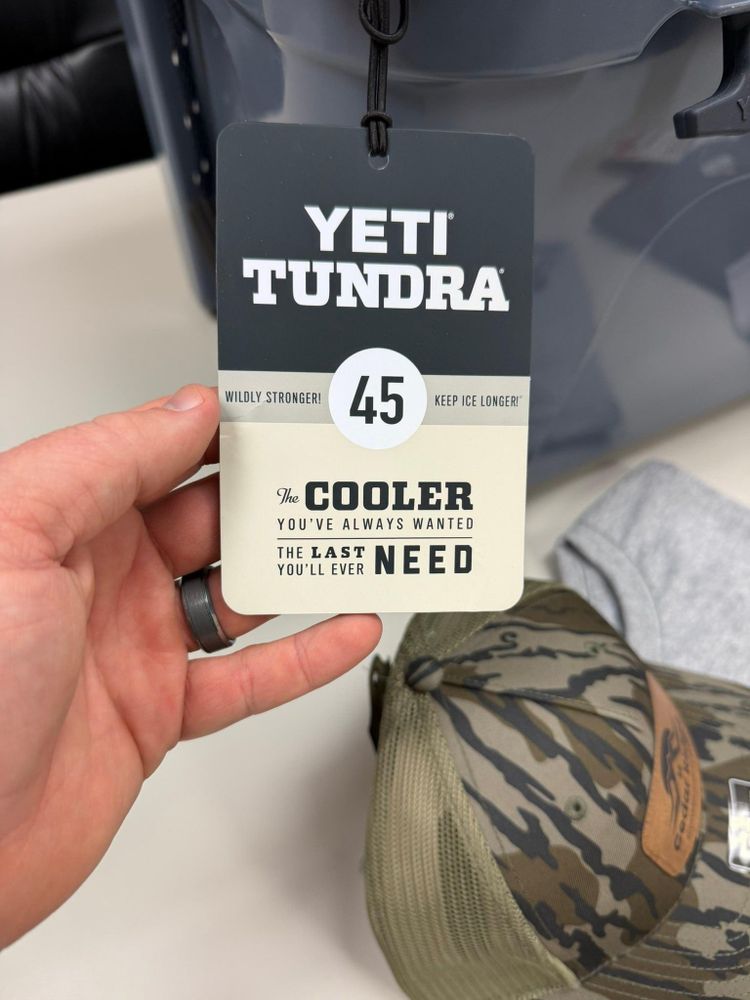 YETI®
TUNDRA®
WILDLY STRONGER! 45 KEEP ICE LONGER!®
The COOLER
YOU'VE ALWAYS WANTED
THE LAST
YOU'LL EVER NEED